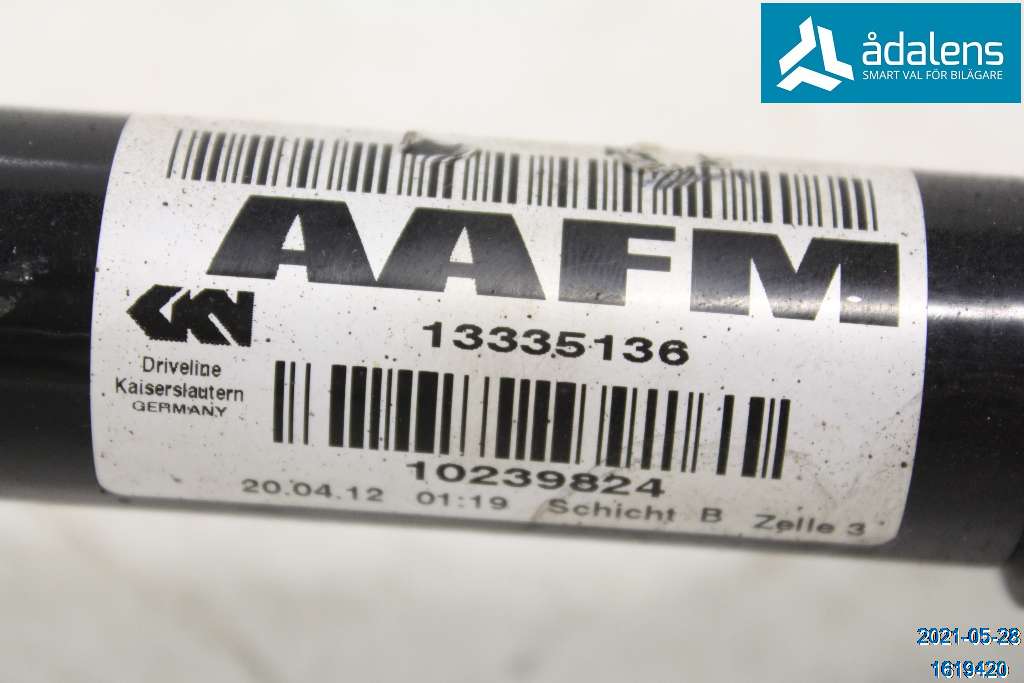 ådalens
SMART VAL FÖR BILÄGARE
AAFM
GKN
13335136
Driveline
Kaiserslautern
GERMANY
10239824
20.04.12 01:19 Schicht B Zelle 3
2021-05-28
1619420